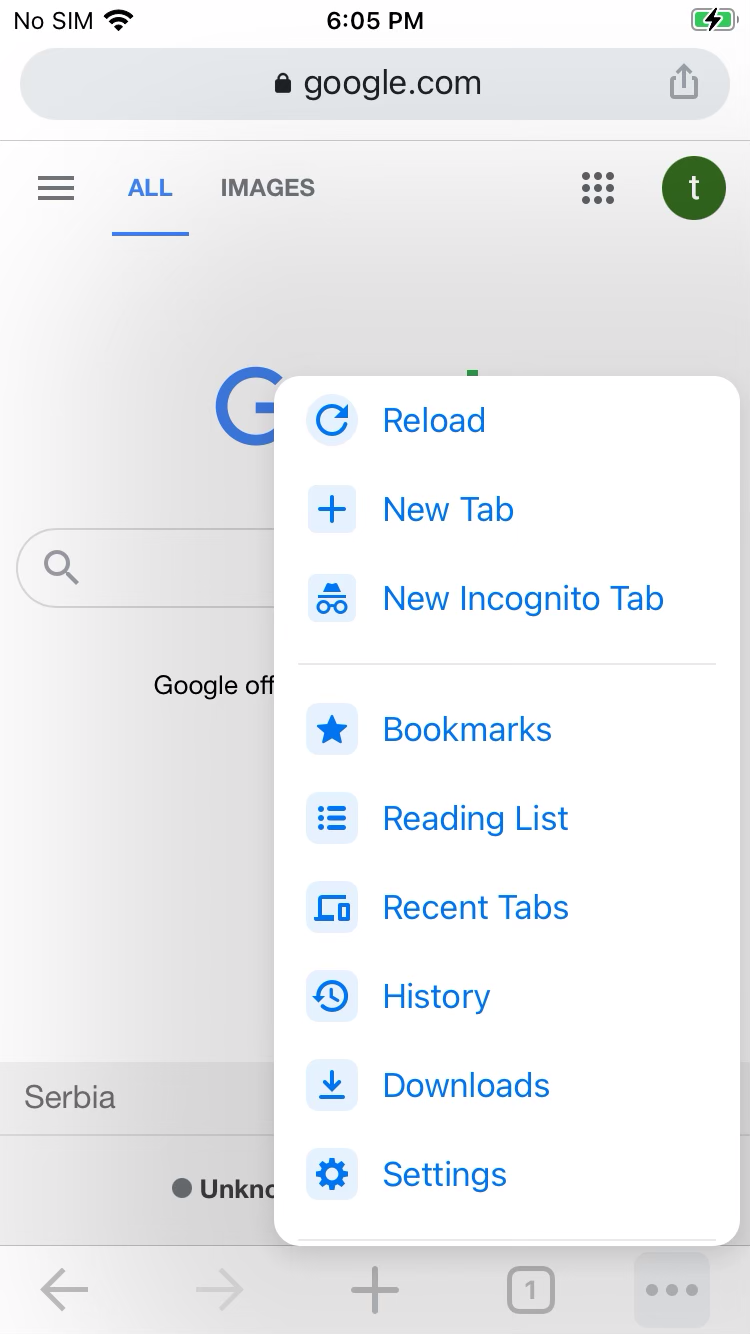 No SIM 6:05 PM
google.com
ALL IMAGES
t
G
Reload
New Tab
New Incognito Tab
Google off
Bookmarks
Reading List
Recent Tabs
History
Downloads
Serbia
Settings
Unkno
1